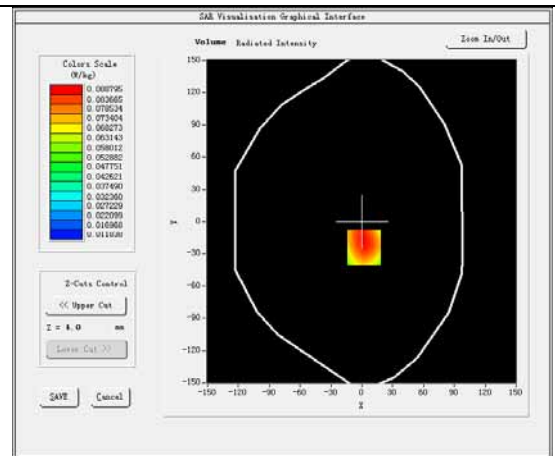 SAR Visualisation Graphical Interface
Volume Radiated Intensity
Zoom In/Out
Colors Scale
(W/kg)
0.088795
0.083665
0.078534
0.073404
0.068273
0.063143
0.058012
0.052882
0.047751
0.042621
0.037490
0.032360
0.027229
0.022099
0.016968
0.011838
Z-Cuts Control
<< Upper Cut
Z = 4.0 mm
Lower Cut >>
SAVE
Cancel
150
120
90
60
30
0
-30
-60
-90
-120
-150
Y
-150 -120 -90 -60 -30 0 30 60 90 120 150
X